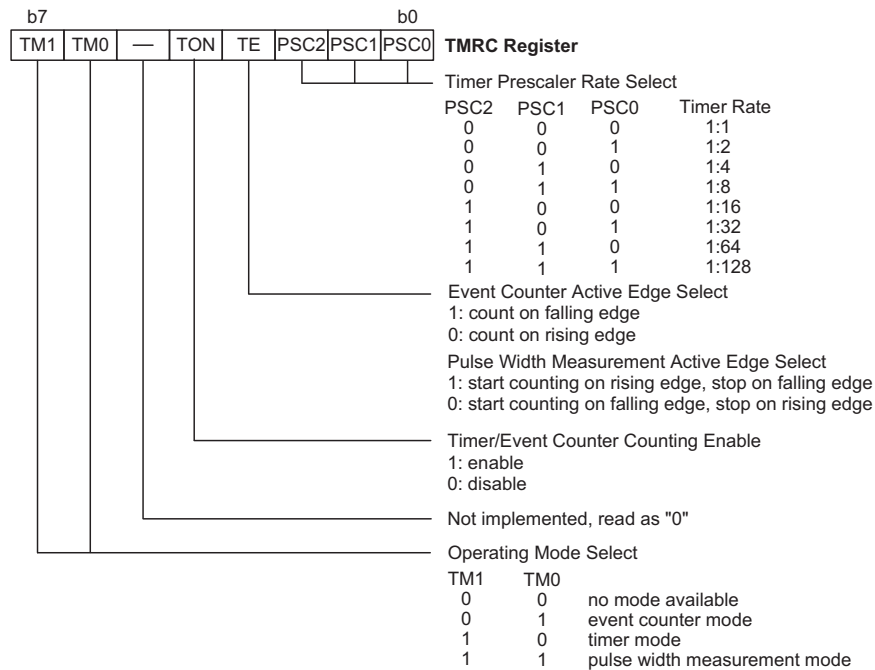 b7 b0
TM1 TM0 — TON TE PSC2 PSC1 PSC0 TMRC Register
Timer Prescaler Rate Select
PSC2 PSC1 PSC0 Timer Rate
0 0 0 1:1
0 0 1 1:2
0 1 0 1:4
0 1 1 1:8
1 0 0 1:16
1 0 1 1:32
1 1 0 1:64
1 1 1 1:128
Event Counter Active Edge Select
1: count on falling edge
0: count on rising edge
Pulse Width Measurement Active Edge Select
1: start counting on rising edge, stop on falling edge
0: start counting on falling edge, stop on rising edge
Timer/Event Counter Counting Enable
1: enable
0: disable
Not implemented, read as "0"
Operating Mode Select
TM1 TM0
0 0 no mode available
0 1 event counter mode
1 0 timer mode
1 1 pulse width measurement mode